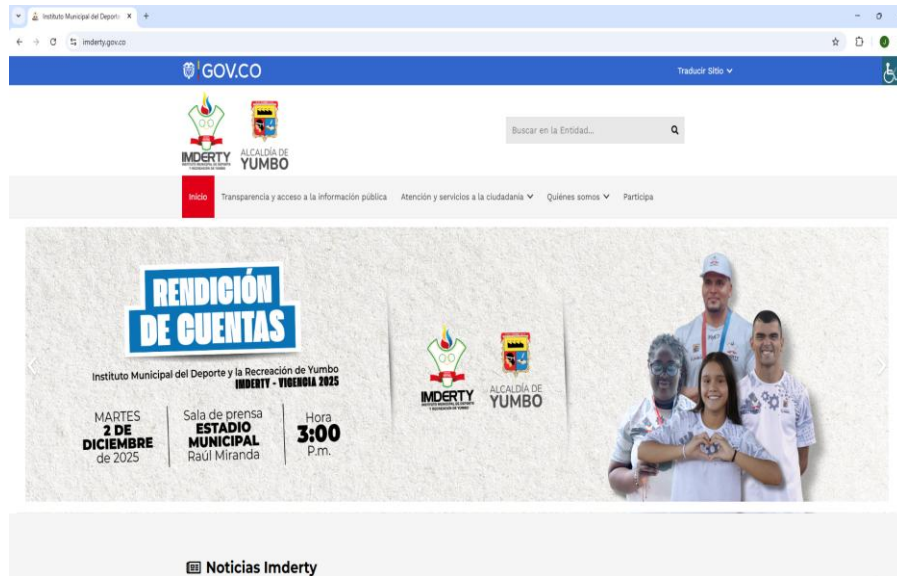 Instituto Municipal del Deport
imderty.gov.co
GOV.CO
Traducir Sitio
IMDERTY
ALCALDÍA DE
YUMBO
Buscar en la Entidad...
Inicio
Transparencia y acceso a la información pública
Atención y servicios a la ciudadanía
Quiénes somos
Participa
RENDICIÓN
DE CUENTAS
Instituto Municipal del Deporte y la Recreación de Yumbo
IMDERTY - VIGENCIA 2025
MARTES
2 DE
DICIEMBRE
de 2025
Sala de prensa
ESTADIO
MUNICIPAL
Raúl Miranda
Hora
3:00
P.m.
IMDERTY
ALCALDÍA DE
YUMBO
Noticias Imderty